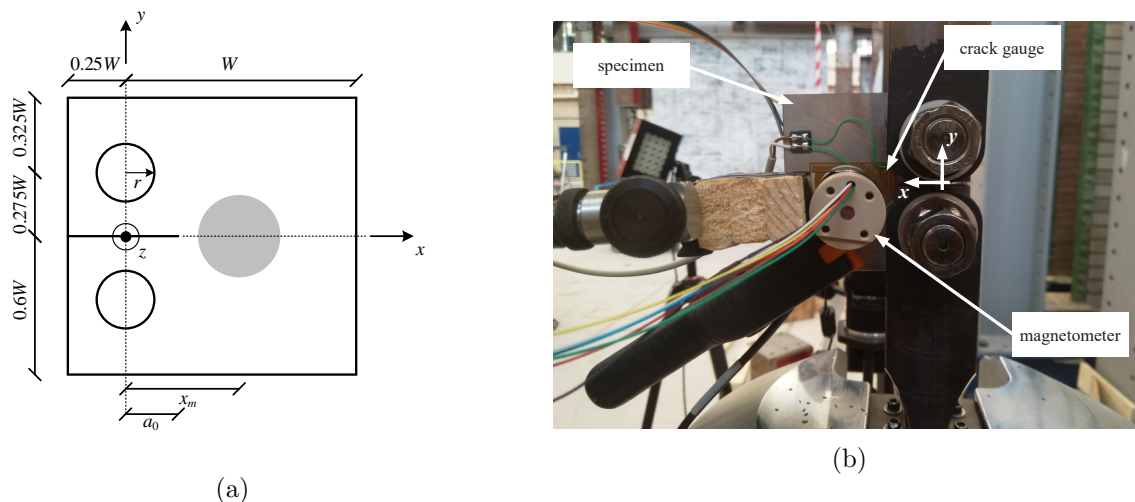 y
0.25W
W
0.325W
0.275W
0.6W
r
z
x
x_m
a_0
(a)
specimen
crack gauge
y
x
magnetometer
(b)